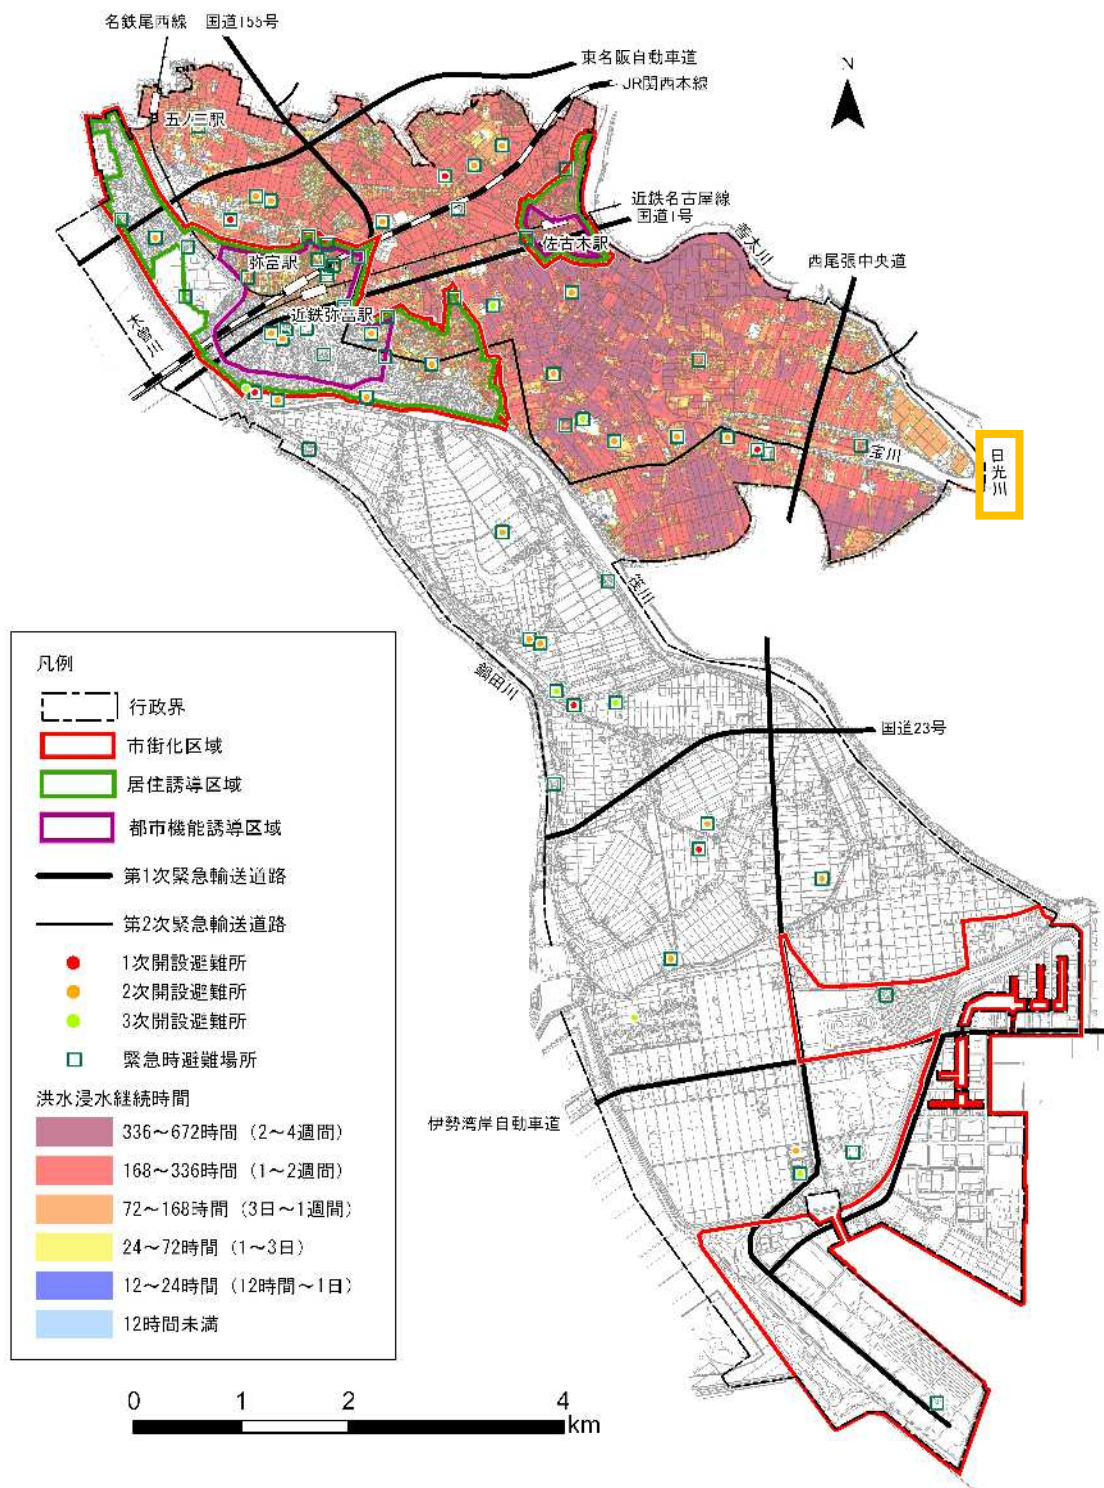 名鉄尾西線
国道155号
東名阪自動車道
JR関西本線
N
五ノ三駅
近鉄名古屋線
国道1号
佐古木駅
善太川
弥富駅
西尾張中央道
木曽川
近鉄弥富駅
宝川
日光川
筏川
鍋田川
国道23号
伊勢湾岸自動車道
凡例
行政界
市街化区域
居住誘導区域
都市機能誘導区域
第1次緊急輸送道路
第2次緊急輸送道路
1次開設避難所
2次開設避難所
3次開設避難所
緊急時避難場所
洪水浸水継続時間
336～672時間（2～4週間）
168～336時間（1～2週間）
72～168時間（3日～1週間）
24～72時間（1～3日）
12～24時間（12時間～1日）
12時間未満
0 1 2 4
km